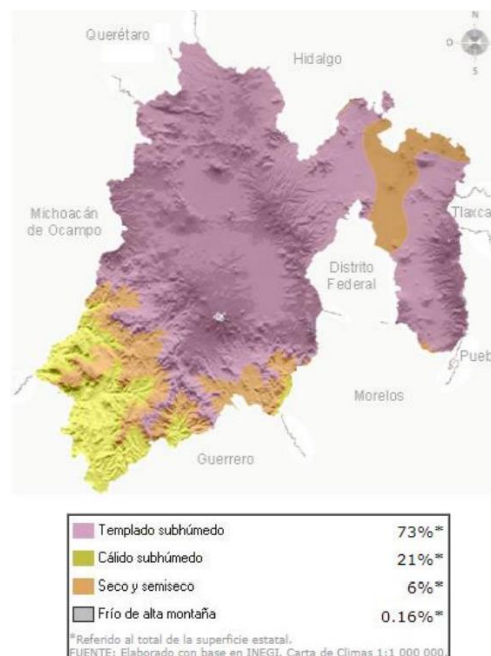 N
Querétaro
O
Hidalgo
S
Michoacán
de Ocampo
Tlaxca
Distrito
Federal
Pueb
Morelos
Guerrero
Templado subhúmedo 73%*
Cálido subhúmedo 21%*
Seco y semiseco 6%*
Frío de alta montaña 0.16%*
*Referido al total de la superficie estatal.
FUENTE: Elaborado con base en INEGI. Carta de Climas 1:1 000 000.